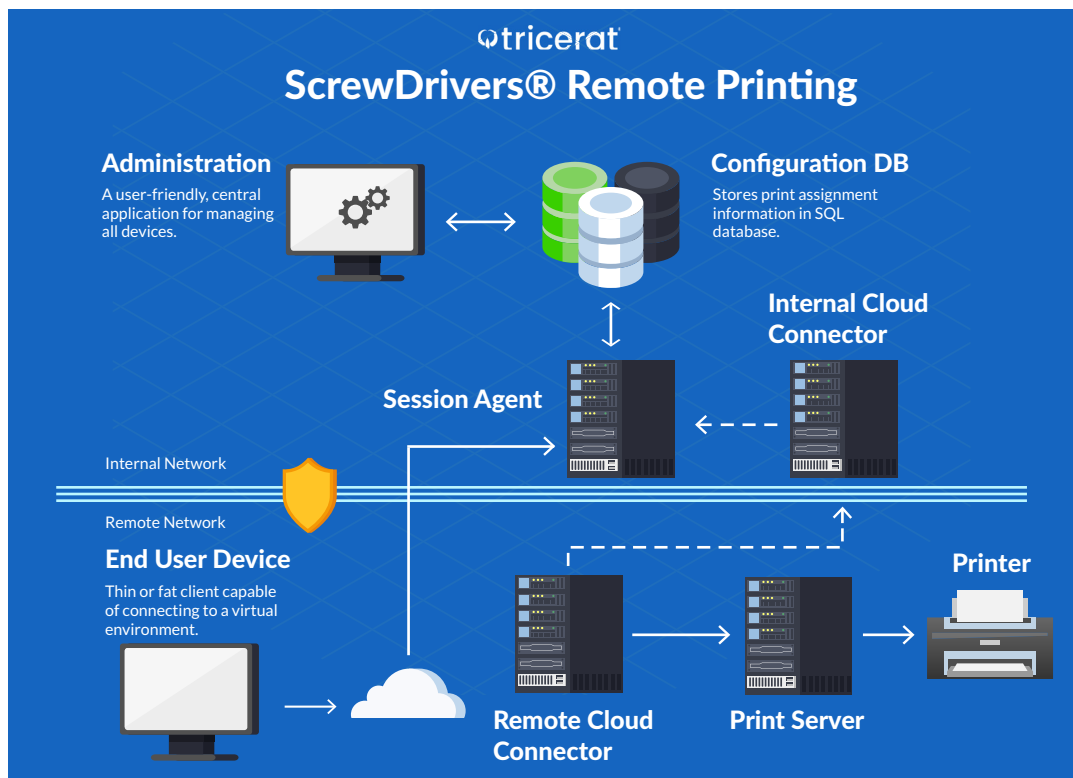 tricerat
ScrewDrivers® Remote Printing
Administration
A user-friendly, central
application for managing
all devices.
Configuration DB
Stores print assignment
information in SQL
database.
Internal Cloud
Connector
Session Agent
Internal Network
Remote Network
End User Device
Thin or fat client capable
of connecting to a virtual
environment.
Printer
Remote Cloud
Connector
Print Server